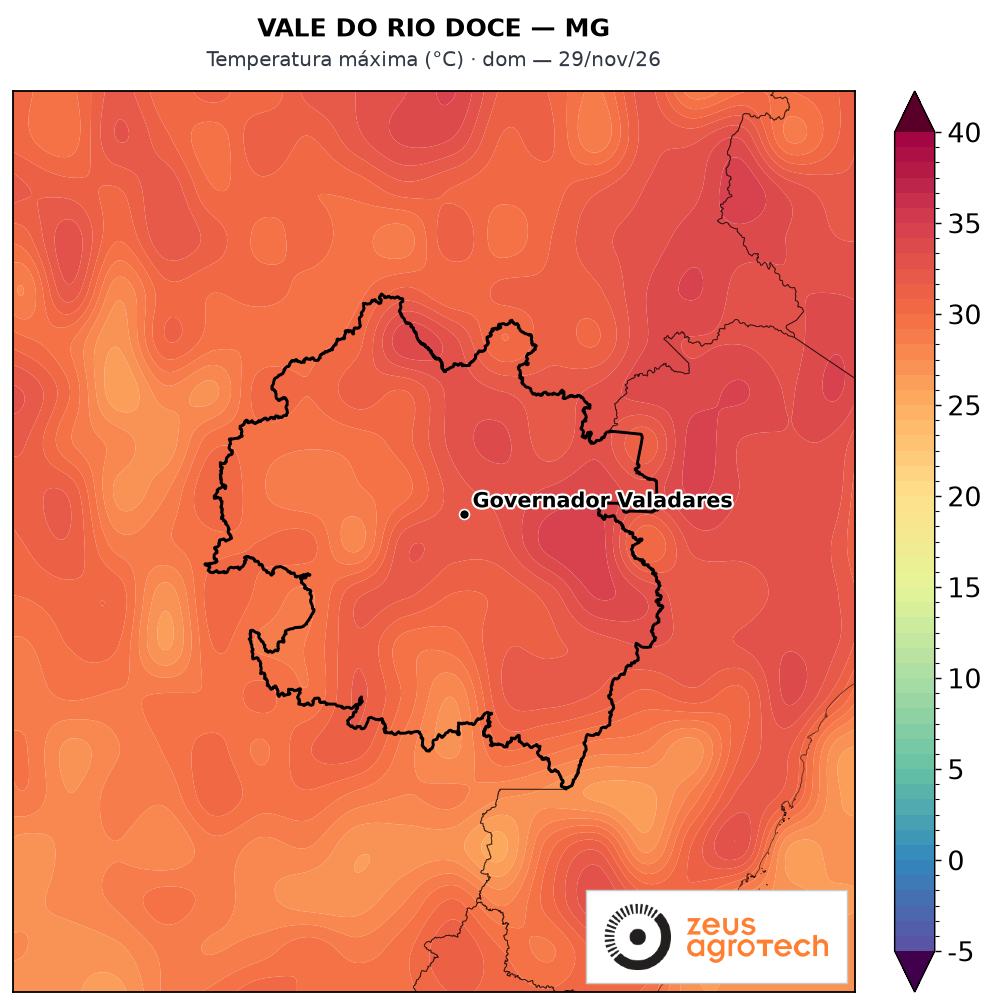 VALE DO RIO DOCE — MG
Temperatura máxima (°C) · dom — 29/nov/26
40
35
30
25
20
15
10
5
0
-5
Governador Valadares
zeus
agrotech